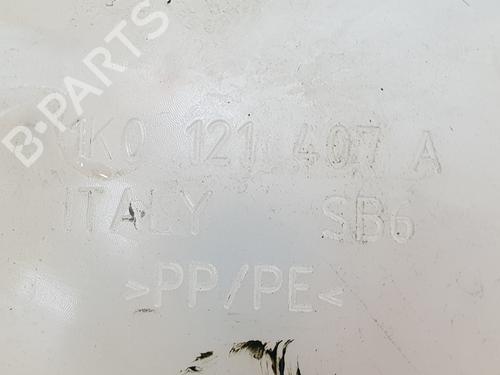 B-PARTS
1K0 121 407 A
ITALY SB6
>PP/PE<